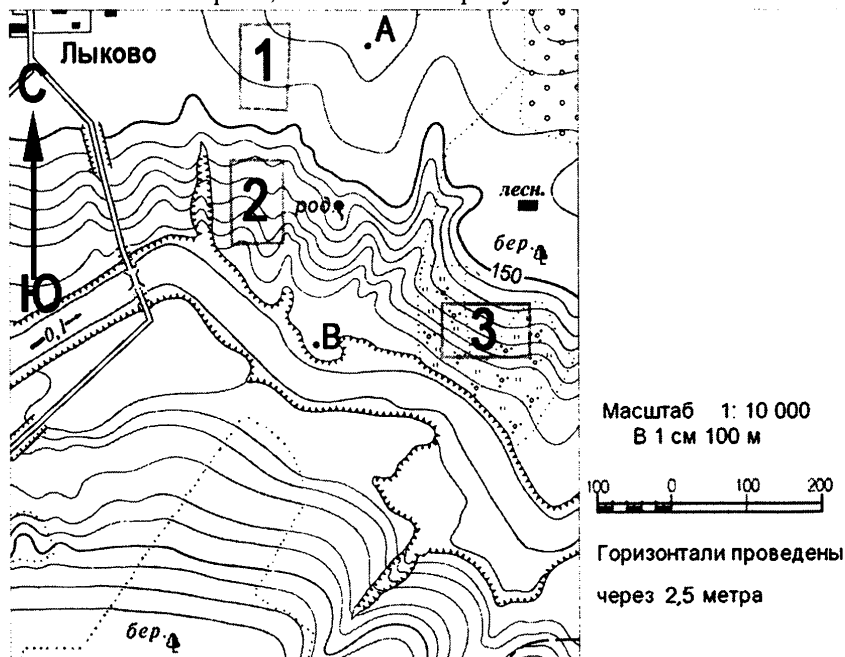 А
1
Лыково
С
лесн.
2
род.
бер.
150
Ю
3
0,1
В
Масштаб 1: 10 000
В 1 см 100 м
100 0 100 200
Горизонтали проведены
через 2,5 метра
бер.